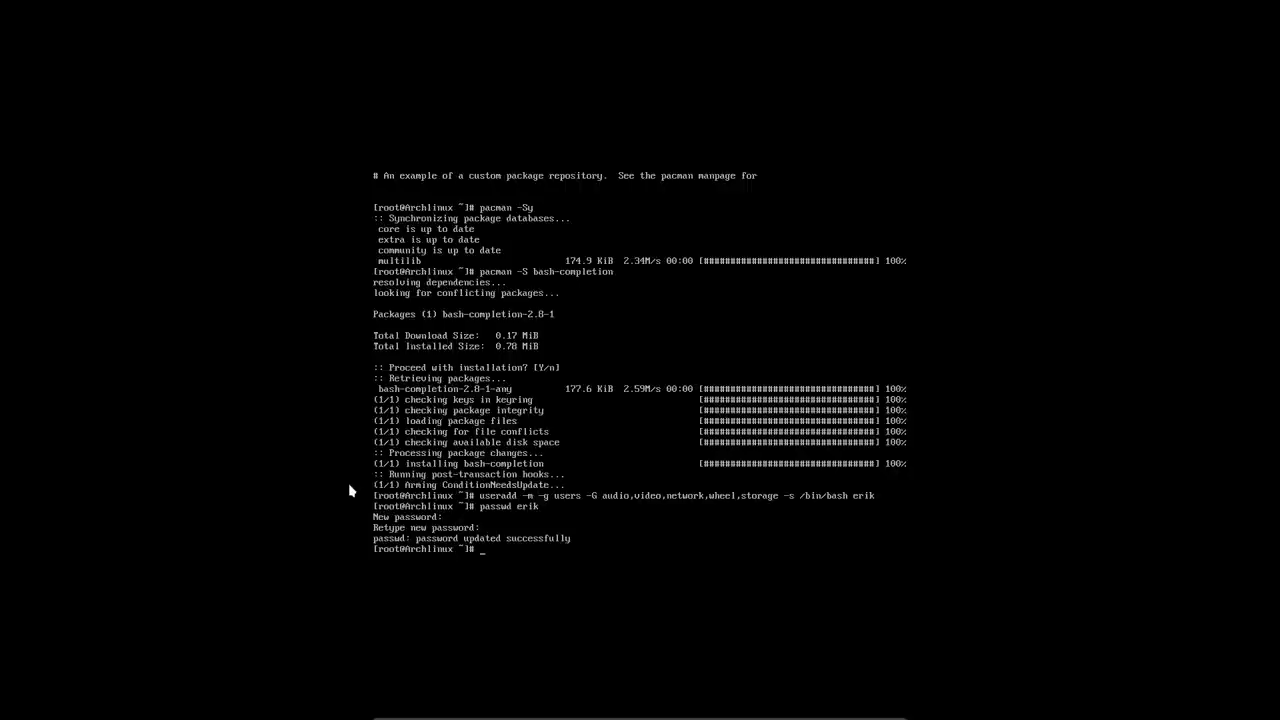 # An example of a custom package repository.  See the pacman manpage for
[root@Archlinux ~]# pacman -Sy
:: Synchronizing package databases...
core is up to date
extra is up to date
community is up to date
multilib 174.9 KiB 2.34M/s 00:00 [################################] 100%
[root@Archlinux ~]# pacman -S bash-completion
resolving dependencies...
looking for conflicting packages...
Packages (1) bash-completion-2.8-1
Total Download Size: 0.17 MiB
Total Installed Size: 0.78 MiB
:: Proceed with installation? [Y/n]
:: Retrieving packages...
bash-completion-2.8-1-any 177.6 KiB 2.59M/s 00:00 [################################] 100%
(1/1) checking keys in keyring [################################] 100%
(1/1) checking package integrity [################################] 100%
(1/1) loading package files [################################] 100%
(1/1) checking for file conflicts [################################] 100%
(1/1) checking available disk space [################################] 100%
:: Processing package changes...
(1/1) installing bash-completion [################################] 100%
:: Running post-transaction hooks...
(1/1) Arming ConditionNeedsUpdate...
[root@Archlinux ~]# useradd -m -g users -G audio,video,network,wheel,storage -s /bin/bash erik
[root@Archlinux ~]# passwd erik
New password:
Retype new password:
passwd: password updated successfully
[root@Archlinux ~]# _